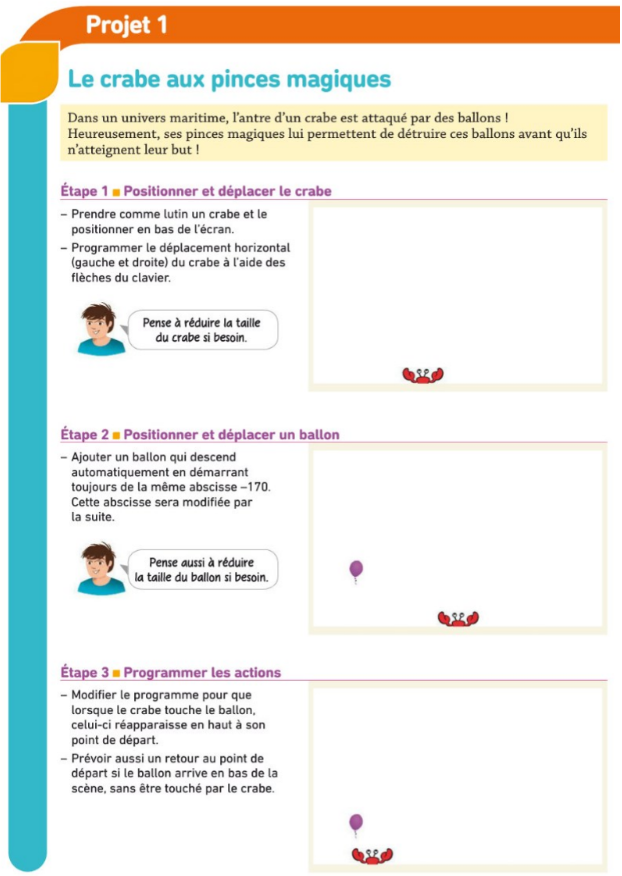 Projet 1
Le crabe aux pinces magiques
Dans un univers maritime, l'antre d'un crabe est attaqué par des ballons !
Heureusement, ses pinces magiques lui permettent de détruire ces ballons avant qu'ils
n'atteignent leur but !
Étape 1 ■ Positionner et déplacer le crabe
– Prendre comme lutin un crabe et le
positionner en bas de l'écran.
– Programmer le déplacement horizontal
(gauche et droite) du crabe à l'aide des
flèches du clavier.
Pense à réduire la taille
du crabe si besoin.
Étape 2 ■ Positionner et déplacer un ballon
– Ajouter un ballon qui descend
automatiquement en démarrant
toujours de la même abscisse –170.
Cette abscisse sera modifiée par
la suite.
Pense aussi à réduire
la taille du ballon si besoin.
Étape 3 ■ Programmer les actions
– Modifier le programme pour que
lorsque le crabe touche le ballon,
celui-ci réapparaisse en haut à son
point de départ.
– Prévoir aussi un retour au point de
départ si le ballon arrive en bas de la
scène, sans être touché par le crabe.